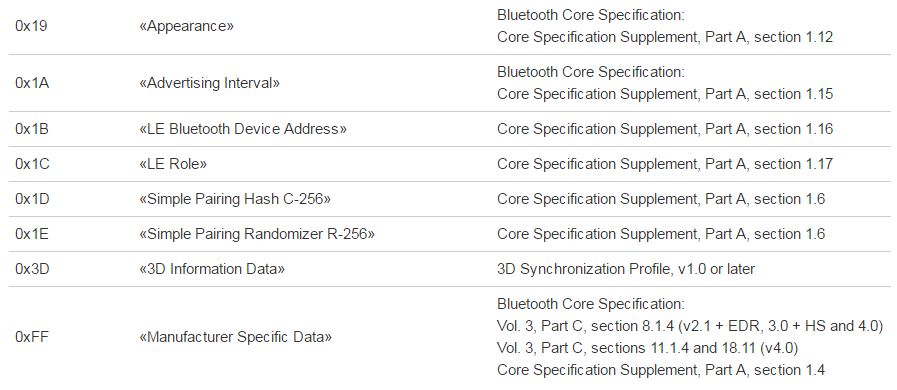 0x19 «Appearance» Bluetooth Core Specification:
Core Specification Supplement, Part A, section 1.12
0x1A «Advertising Interval» Bluetooth Core Specification:
Core Specification Supplement, Part A, section 1.15
0x1B «LE Bluetooth Device Address» Core Specification Supplement, Part A, section 1.16
0x1C «LE Role» Core Specification Supplement, Part A, section 1.17
0x1D «Simple Pairing Hash C-256» Core Specification Supplement, Part A, section 1.6
0x1E «Simple Pairing Randomizer R-256» Core Specification Supplement, Part A, section 1.6
0x3D «3D Information Data» 3D Synchronization Profile, v1.0 or later
0xFF «Manufacturer Specific Data» Bluetooth Core Specification:
Vol. 3, Part C, section 8.1.4 (v2.1 + EDR, 3.0 + HS and 4.0)
Vol. 3, Part C, sections 11.1.4 and 18.11 (v4.0)
Core Specification Supplement, Part A, section 1.4